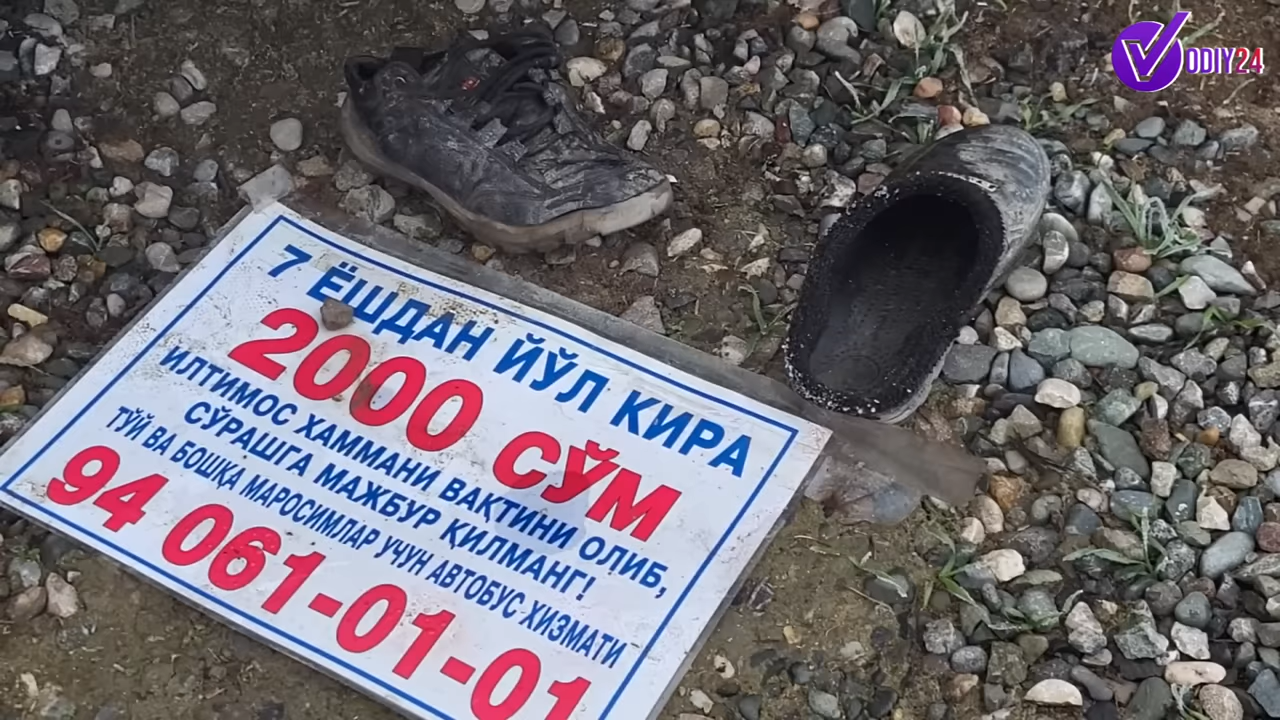 VODIY24
7 ЁШДАН ЙЎЛ КИРА
2000 СЎМ
ИЛТИМОС ХАММАНИ ВАҚТИНИ ОЛИБ,
СЎРАШГА МАЖБУР ҚИЛМАНГ!
ТЎЙ ВА БОШҚА МАРОСИМЛАР УЧУН АВТОБУС ХИЗМАТИ
94 061-01-01